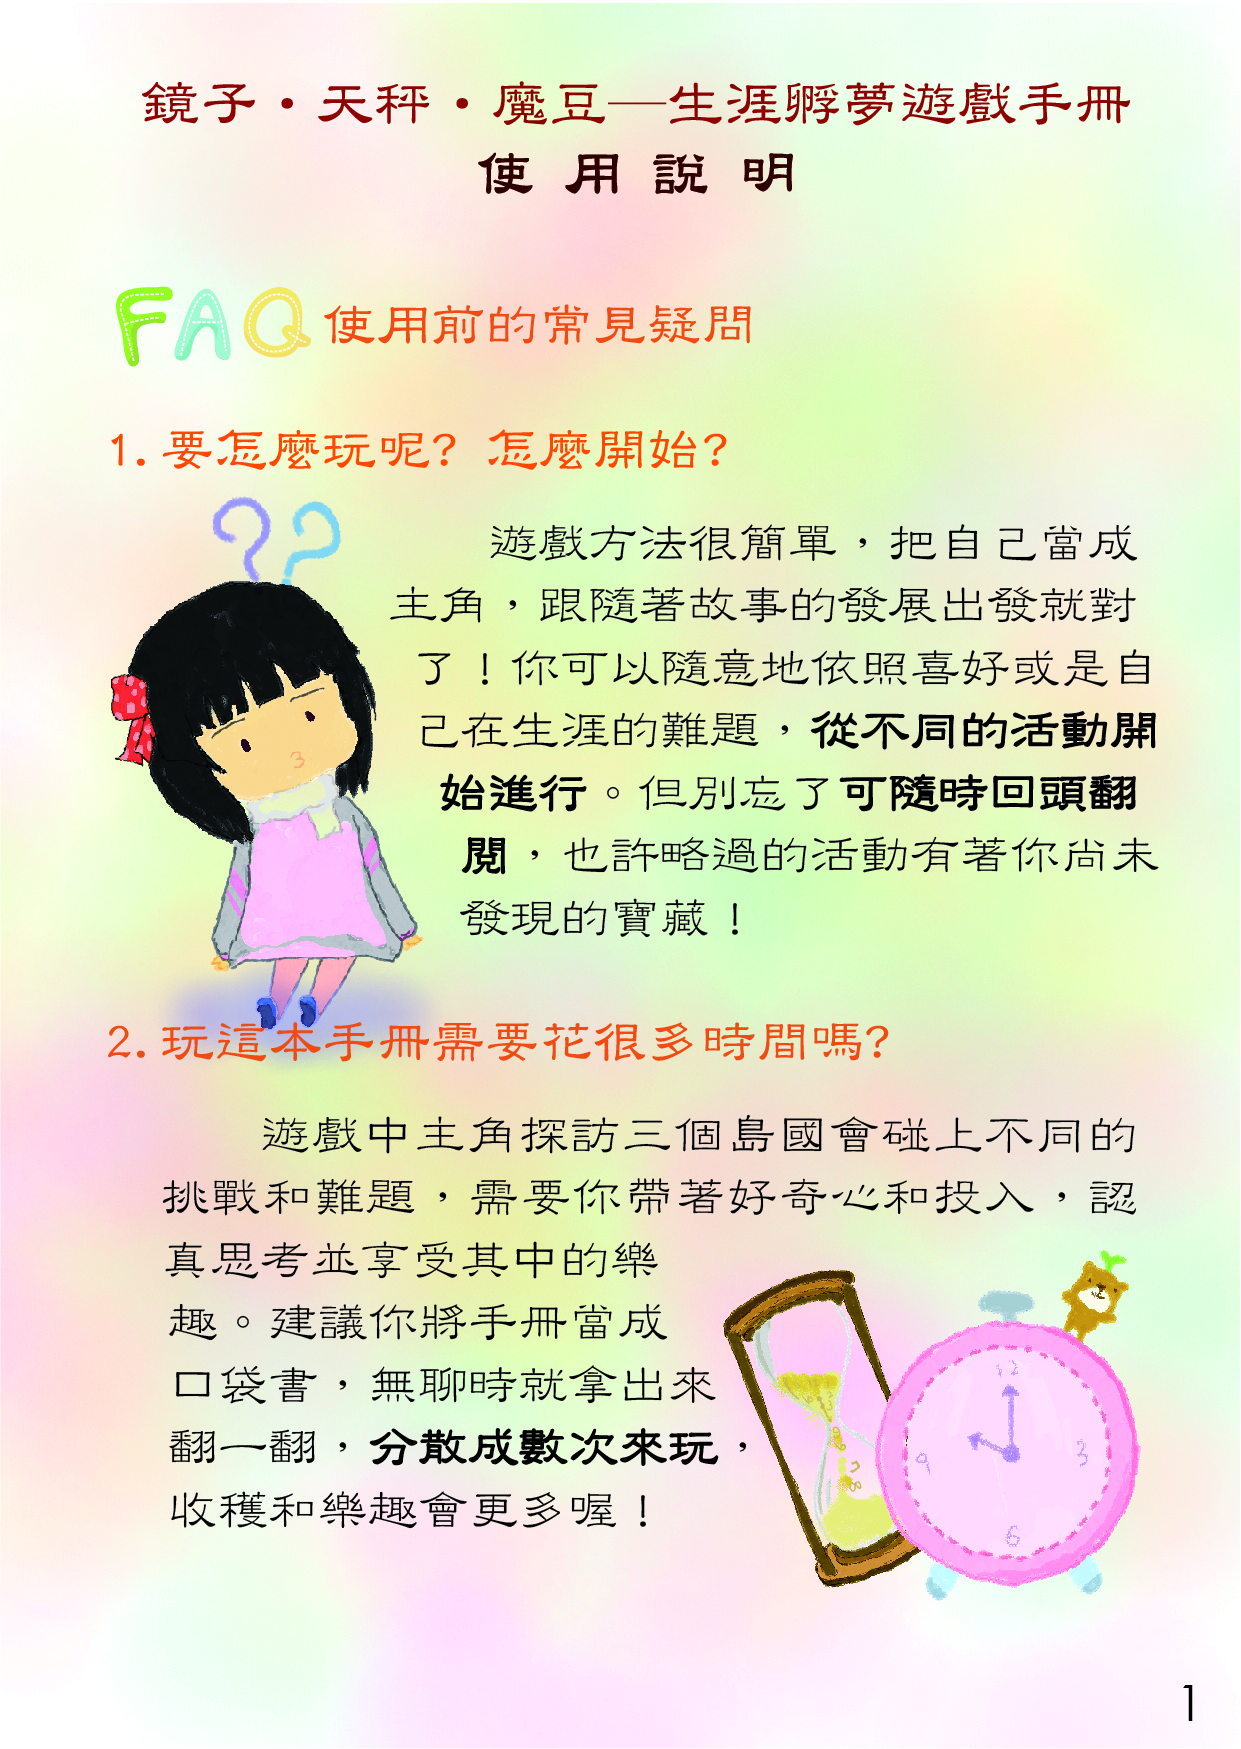 鏡子・天秤・魔豆—生涯孵夢遊戲手冊
使用說明
FAQ 使用前的常見疑問
1. 要怎麼玩呢? 怎麼開始?
??
遊戲方法很簡單，把自己當成
主角，跟隨著故事的發展出發就對
了！你可以隨意地依照喜好或是自
己在生涯的難題，從不同的活動開
始進行。但別忘了可隨時回頭翻
閱，也許略過的活動有著你尚未
發現的寶藏！
2. 玩這本手冊需要花很多時間嗎?
遊戲中主角探訪三個島國會碰上不同的
挑戰和難題，需要你帶著好奇心和投入，認
真思考並享受其中的樂
趣。建議你將手冊當成
口袋書，無聊時就拿出來
翻一翻，分散成數次來玩，
收穫和樂趣會更多喔！
12
9
3
6
1